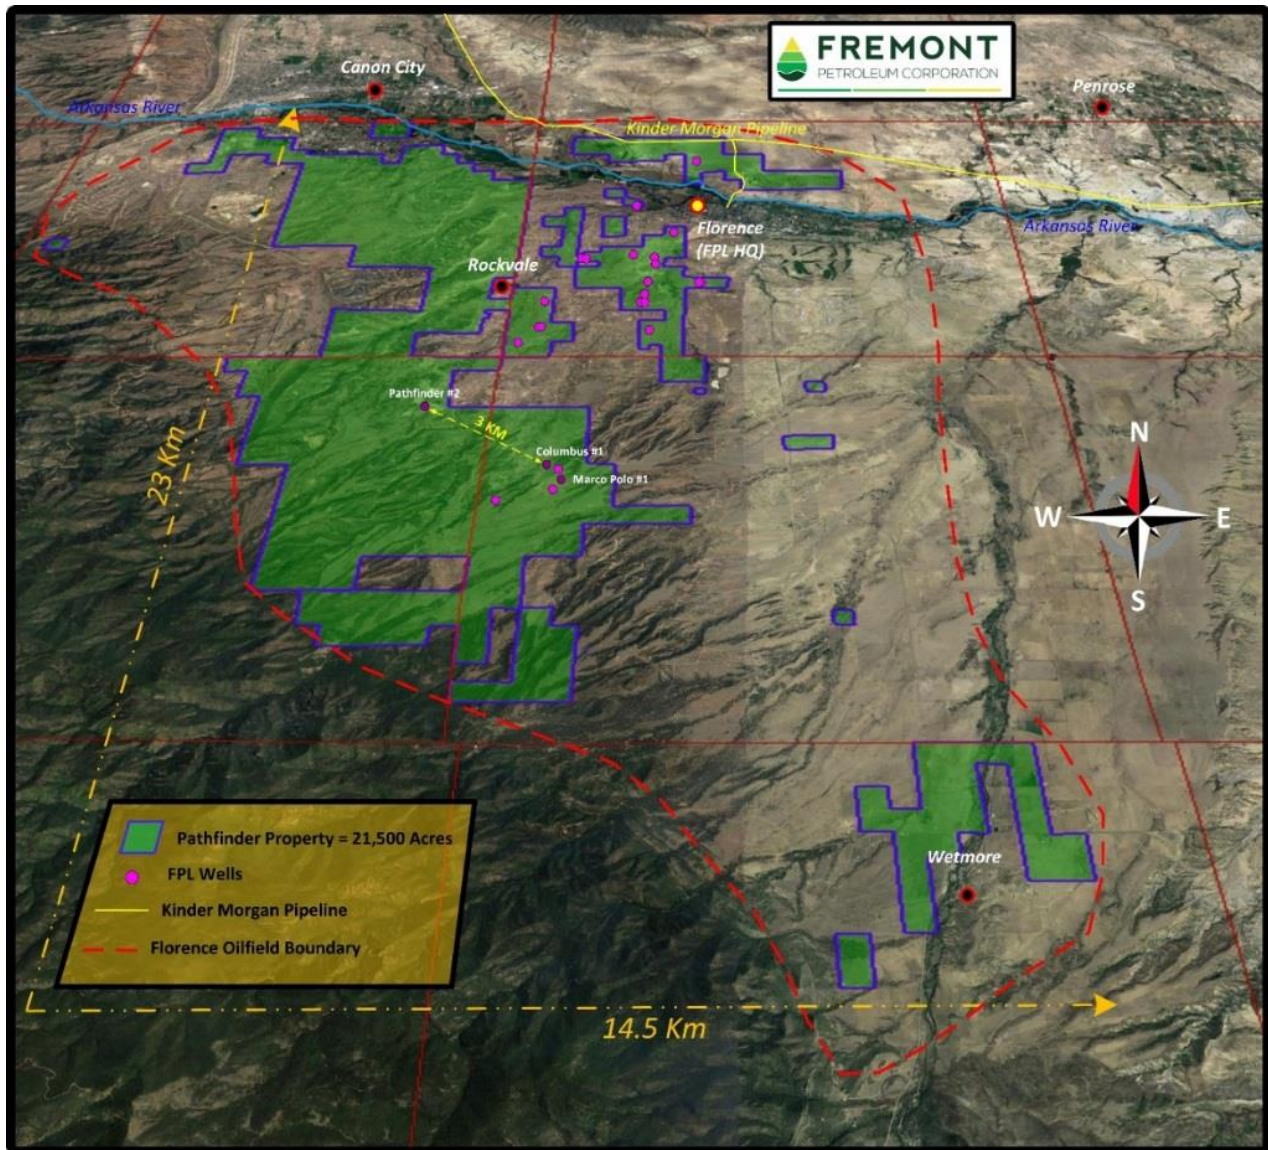 FREMONT
PETROLEUM CORPORATION
Canon City
Penrose
Arkansas River
Kinder Morgan Pipeline
Florence
(FPL HQ)
Arkansas River
Rockvale
Pathfinder #2
3 KM
Columbus #1
Marco Polo #1
23 Km
N
W
E
S
Pathfinder Property = 21,500 Acres
FPL Wells
Kinder Morgan Pipeline
Florence Oilfield Boundary
Wetmore
14.5 Km